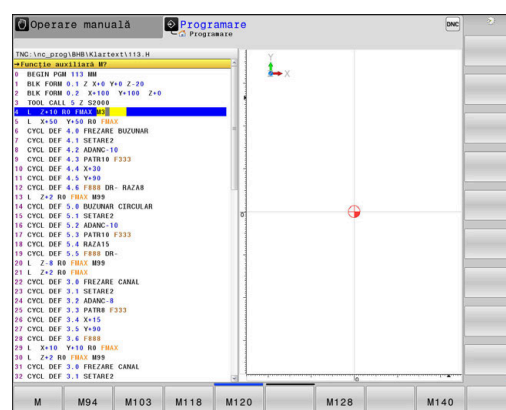 Operare manuală
Programare
Programare
DNC
TNC:\nc_prog\BHB\Klartext\113.H
→Funcţie auxiliară M?
0 BEGIN PGM 113 MM
1 BLK FORM 0.1 Z X+0 Y+0 Z-20
2 BLK FORM 0.2 X+100 Y+100 Z+0
3 TOOL CALL 5 Z S2000
4 L Z+10 R0 FMAX M3
5 L X+50 Y+50 R0 FMAX
6 CYCL DEF 4.0 FREZARE BUZUNAR
7 CYCL DEF 4.1 SETARE2
8 CYCL DEF 4.2 ADANC-10
9 CYCL DEF 4.3 PATR10 F333
10 CYCL DEF 4.4 X+30
11 CYCL DEF 4.5 Y+90
12 CYCL DEF 4.6 F888 DR- RAZA8
13 L Z+2 R0 FMAX M99
14 CYCL DEF 5.0 BUZUNAR CIRCULAR
15 CYCL DEF 5.1 SETARE2
16 CYCL DEF 5.2 ADANC-10
17 CYCL DEF 5.3 PATR10 F333
18 CYCL DEF 5.4 RAZA15
19 CYCL DEF 5.5 F888 DR-
20 L Z-8 R0 FMAX M99
21 L Z+2 R0 FMAX
22 CYCL DEF 3.0 FREZARE CANAL
23 CYCL DEF 3.1 SETARE2
24 CYCL DEF 3.2 ADANC-8
25 CYCL DEF 3.3 PATR8 F333
26 CYCL DEF 3.4 X+15
27 CYCL DEF 3.5 Y+90
28 CYCL DEF 3.6 F888
29 L X+10 Y+10 R0 FMAX
30 L Z+2 R0 FMAX M99
31 CYCL DEF 3.0 FREZARE CANAL
32 CYCL DEF 3.1 SETARE2
Y
X
0
0
M M94 M103 M118 M120 M128 M140